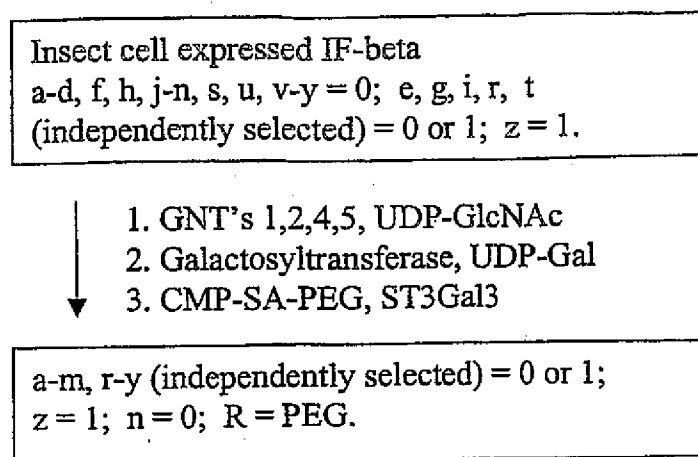 Insect cell expressed IF-beta
a-d, f, h, j-n, s, u, v-y = 0; e, g, i, r, t
(independently selected) = 0 or 1; z = 1.
1. GNT's 1,2,4,5, UDP-GlcNAc
2. Galactosyltransferase, UDP-Gal
3. CMP-SA-PEG, ST3Gal3
a-m, r-y (independently selected) = 0 or 1;
z = 1; n = 0; R = PEG.